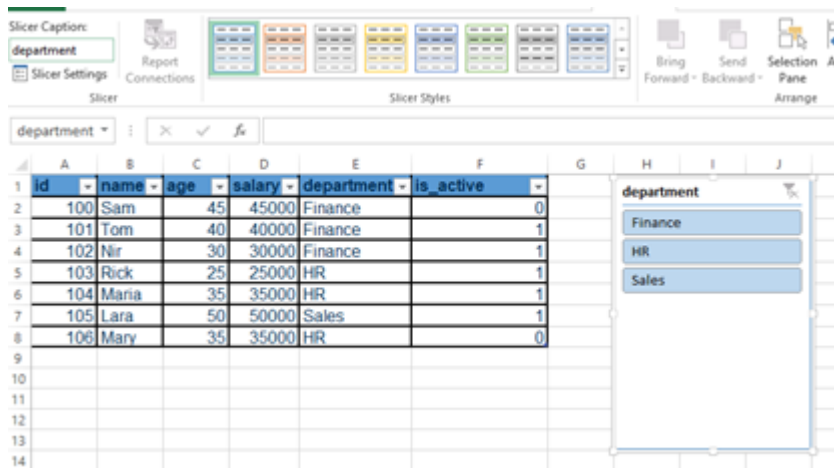 Slicer Caption:
department
Slicer Settings
Report
Connections
Bring
Forward
Send
Backward
Selection
Pane
Slicer
Slicer Styles
Arrange
department
fx
A B C D E F G H I J
1 id name age salary department is_active
2 100 Sam 45 45000 Finance 0
3 101 Tom 40 40000 Finance 1
4 102 Nir 30 30000 Finance 1
5 103 Rick 25 25000 HR 1
6 104 Maria 35 35000 HR 1
7 105 Lara 50 50000 Sales 1
8 106 Mary 35 35000 HR 0
9
10
11
12
13
14
department
Finance
HR
Sales